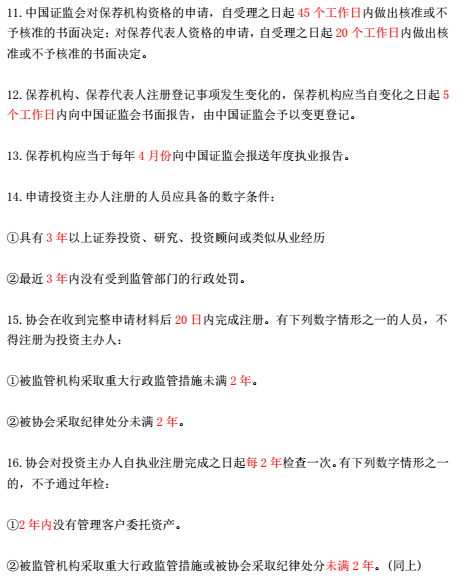 11.中国证监会对保荐机构资格的申请，自受理之日起 45 个工作日内做出核准或不
予核准的书面决定；对保荐代表人资格的申请，自受理之日起 20 个工作日内做出核
准或不予核准的书面决定。
12.保荐机构、保荐代表人注册登记事项发生变化的，保荐机构应当自变化之日起 5
个工作日内向中国证监会书面报告，由中国证监会予以变更登记。
13.保荐机构应当于每年 4 月份向中国证监会报送年度执业报告。
14.申请投资主办人注册的人员应具备的数字条件：
①具有 3 年以上证券投资、研究、投资顾问或类似从业经历
②最近 3 年内没有受到监管部门的行政处罚。
15.协会在收到完整申请材料后 20 日内完成注册。有下列数字情形之一的人员，不
得注册为投资主办人：
①被监管机构采取重大行政监管措施未满 2 年。
②被协会采取纪律处分未满 2 年。
16.协会对投资主办人自执业注册完成之日起每 2 年检查一次。有下列数字情形之一
的，不予通过年检：
①2 年内没有管理客户委托资产。
②被监管机构采取重大行政监管措施或被协会采取纪律处分未满 2 年。(同上)